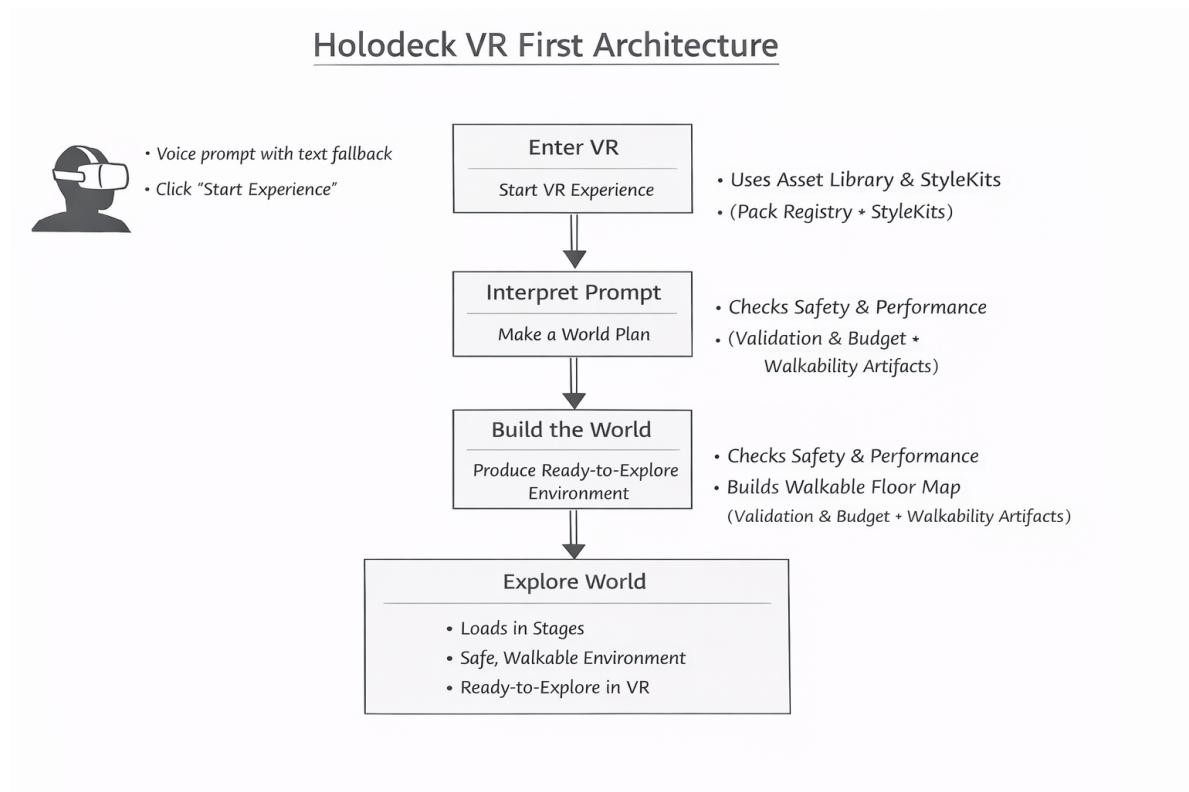 Holodeck VR First Architecture
• Voice prompt with text fallback
• Click “Start Experience”
Enter VR
Start VR Experience
• Uses Asset Library & StyleKits
• (Pack Registry + StyleKits)
Interpret Prompt
Make a World Plan
• Checks Safety & Performance
• (Validation & Budget +
Walkability Artifacts)
Build the World
Produce Ready-to-Explore
Environment
• Checks Safety & Performance
• Builds Walkable Floor Map
(Validation & Budget + Walkability Artifacts)
Explore World
• Loads in Stages
• Safe, Walkable Environment
• Ready-to-Explore in VR